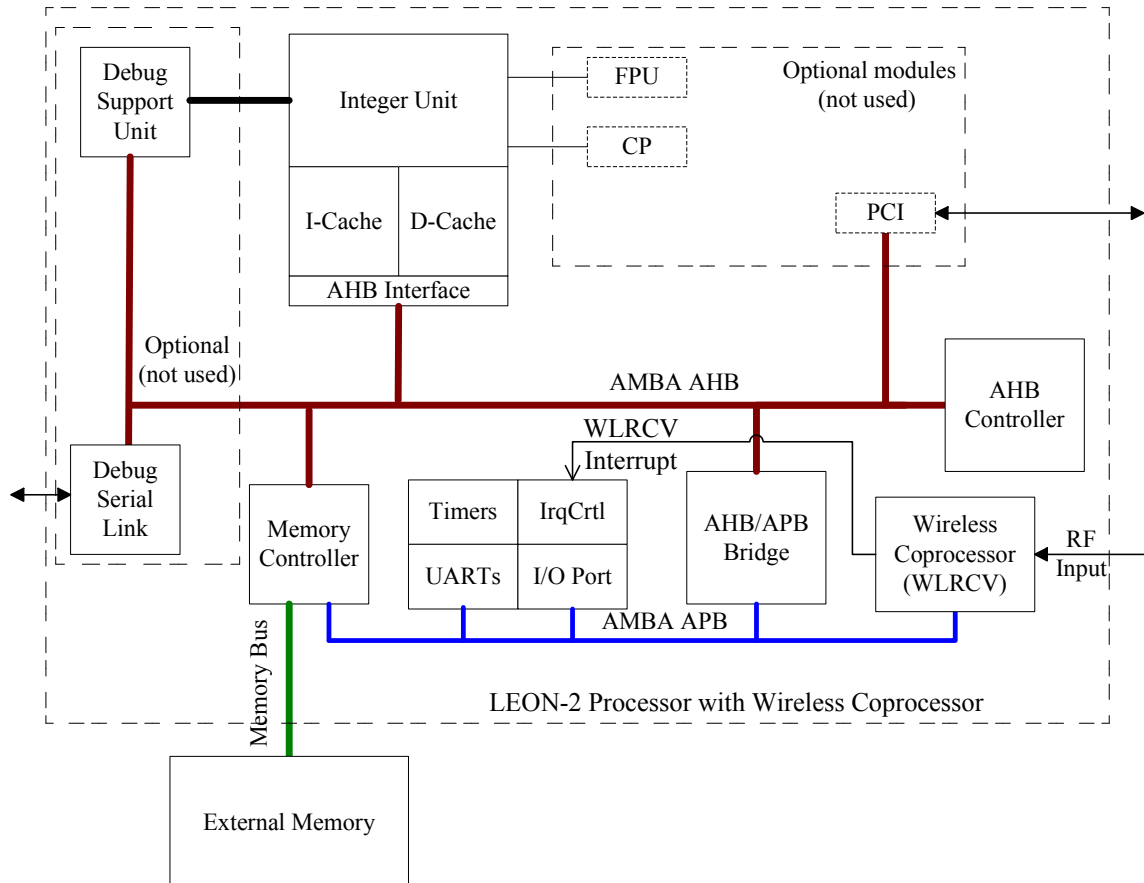 Debug
Support
Unit
Integer Unit
FPU
CP
Optional modules
(not used)
I-Cache
D-Cache
PCI
AHB Interface
Optional
(not used)
AMBA AHB
AHB
Controller
WLRCV
Interrupt
Debug
Serial
Link
Memory
Controller
Timers
IrqCrtl
UARTs
I/O Port
AHB/APB
Bridge
Wireless
Coprocessor
(WLRCV)
RF
Input
AMBA APB
Memory Bus
LEON-2 Processor with Wireless Coprocessor
External Memory